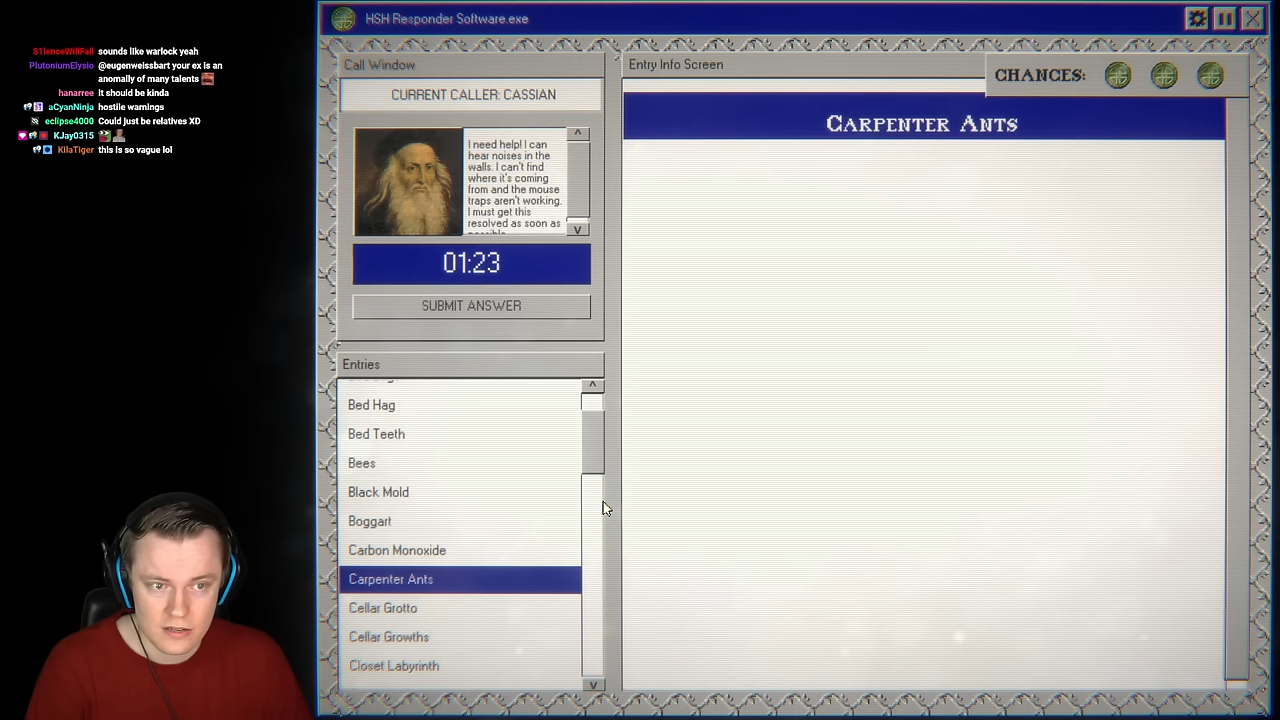 HSH Responder Software.exe
S1lenceWillFall sounds like warlock yeah
PlutoniumElysio @eugenweissbart your ex is an
anomally of many talents
hanarree It should be kinda
aCyanNinja hostile warnings
eclipse4000 Could just be relatives XD
KJay0315
KilaTiger this is so vague lol
Call Window
CURRENT CALLER: CASSIAN
I need help! I can
hear noises in the
walls. I can't find
where it's coming
from and the mouse
traps aren't working.
I must get this
resolved as soon as
01:23
SUBMIT ANSWER
Entries
Bed Hag
Bed Teeth
Bees
Black Mold
Boggart
Carbon Monoxide
Carpenter Ants
Cellar Grotto
Cellar Growths
Closet Labyrinth
Entry Info Screen
CHANCES:
CARPENTER ANTS